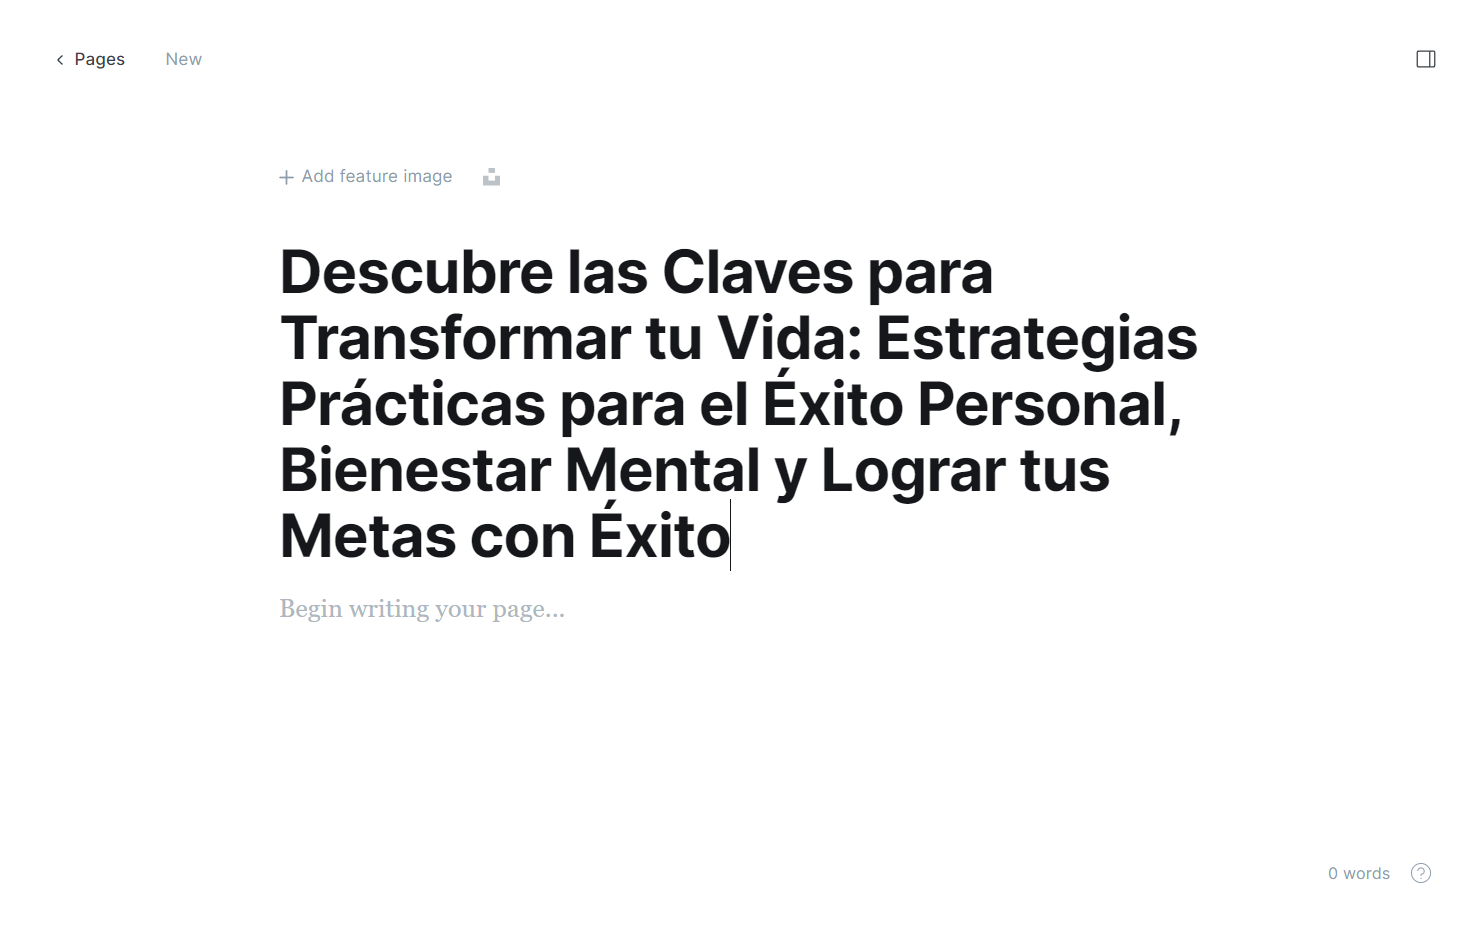 Pages New
Add feature image
Descubre las Claves para
Transformar tu Vida: Estrategias
Prácticas para el Éxito Personal,
Bienestar Mental y Lograr tus
Metas con Éxito
Begin writing your page...
0 words ?